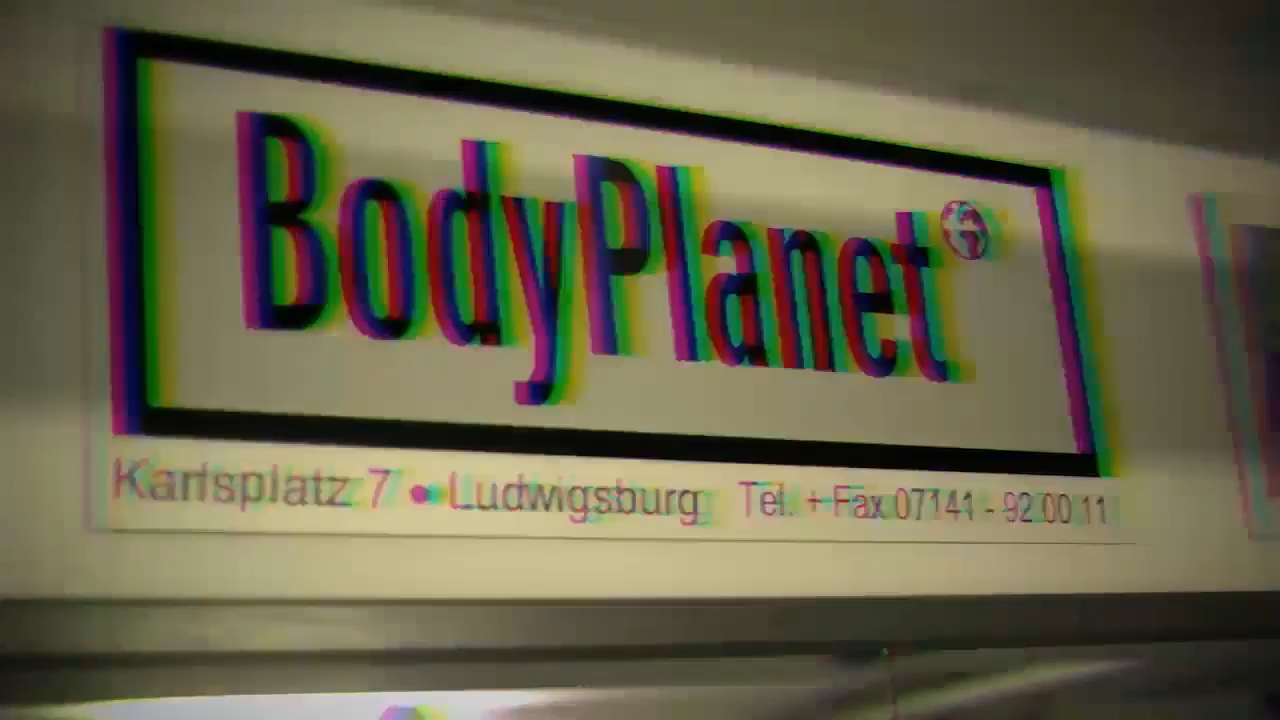 BodyPlanet
Karlsplatz 7 • Ludwigsburg Tel. + Fax 07141 - 92 00 11